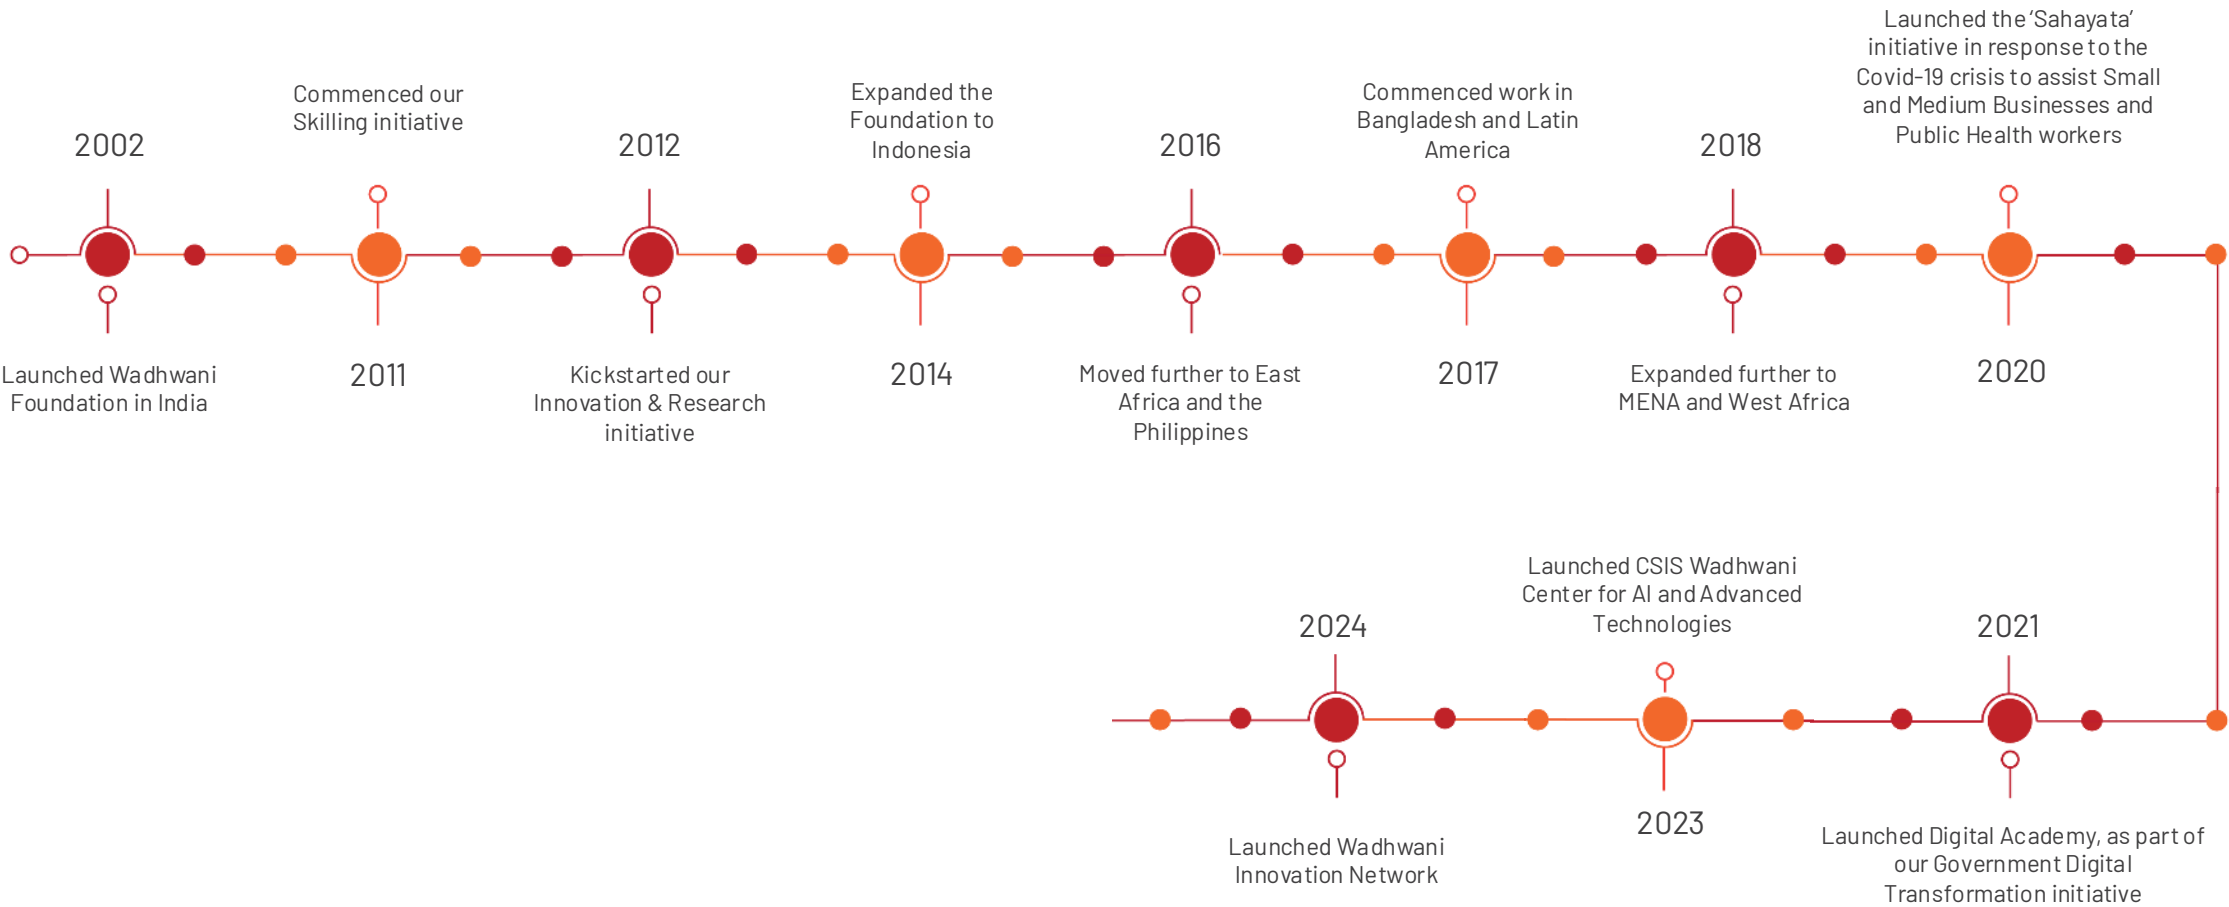 2002
Launched Wadhwani
Foundation in India
Commenced our
Skilling initiative
2011
2012
Kickstarted our
Innovation & Research
initiative
Expanded the
Foundation to
Indonesia
2014
2016
Moved further to East
Africa and the
Philippines
Commenced work in
Bangladesh and Latin
America
2017
2018
Expanded further to
MENA and West Africa
Launched the ‘Sahayata’
initiative in response to the
Covid-19 crisis to assist Small
and Medium Businesses and
Public Health workers
2020
2021
Launched Digital Academy, as part of
our Government Digital
Transformation initiative
Launched CSIS Wadhwani
Center for AI and Advanced
Technologies
2023
2024
Launched Wadhwani
Innovation Network